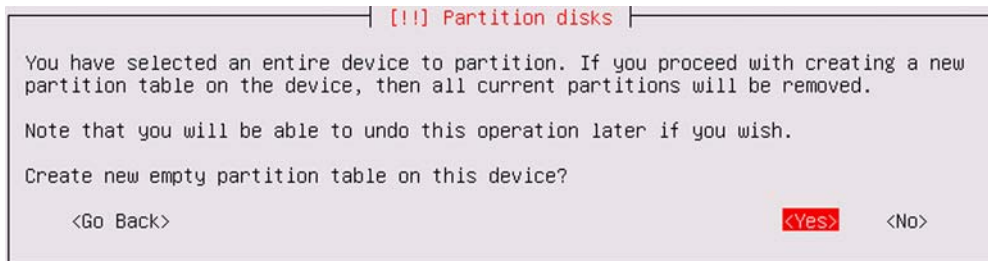 [!!] Partition disks
You have selected an entire device to partition. If you proceed with creating a new
partition table on the device, then all current partitions will be removed.
Note that you will be able to undo this operation later if you wish.
Create new empty partition table on this device?
<Go Back> <Yes> <No>